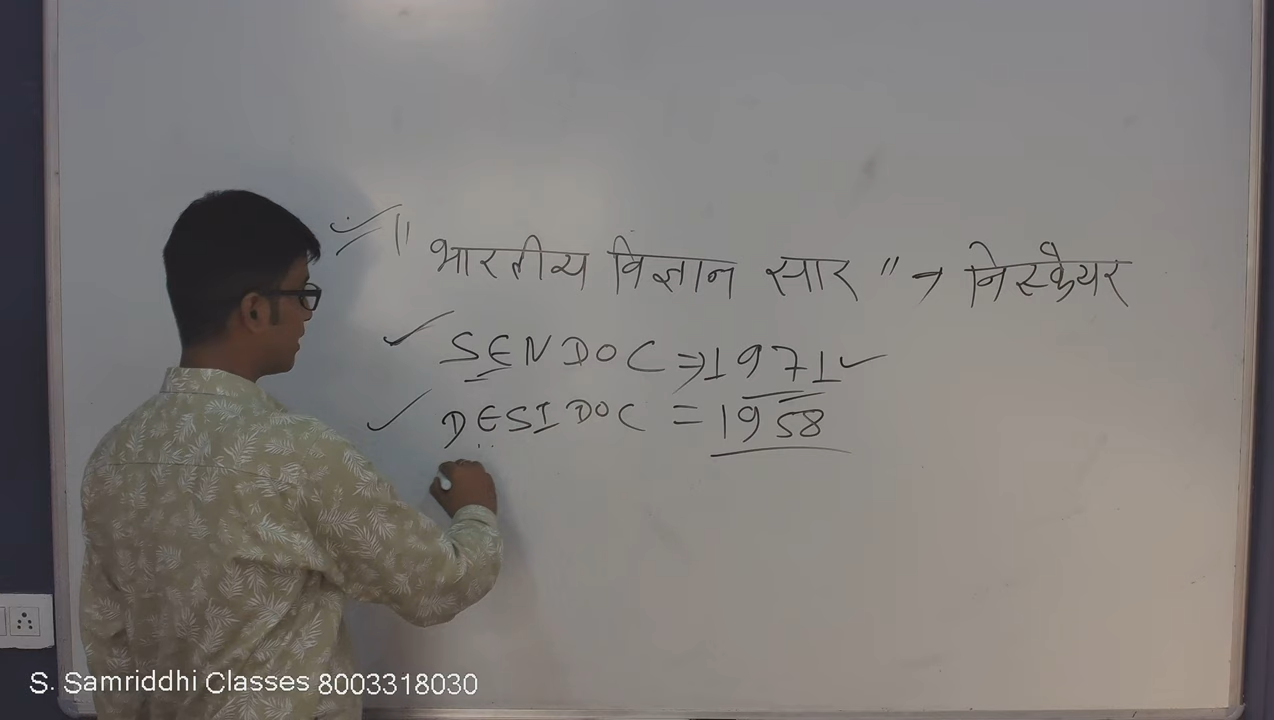 " भारतीय विज्ञान सार " → निस्केयर
SENDOC ⇒ 1971
DESIDOC = 1958
S. Samriddhi Classes 8003318030